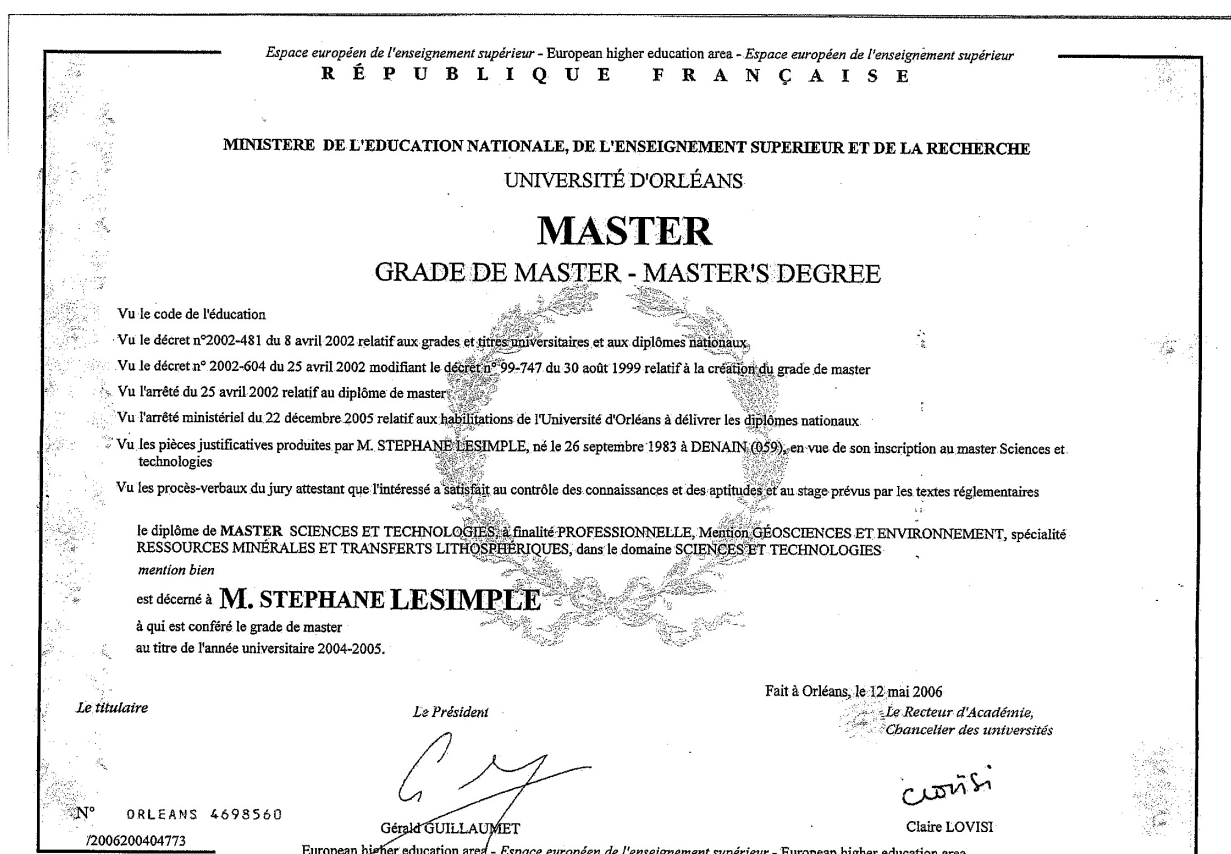 Espace européen de l'enseignement supérieur - European higher education area - Espace européen de l'enseignement supérieur
RÉPUBLIQUE FRANÇAISE
MINISTERE DE L'EDUCATION NATIONALE, DE L'ENSEIGNEMENT SUPERIEUR ET DE LA RECHERCHE
UNIVERSITÉ D'ORLÉANS
MASTER
GRADE DE MASTER - MASTER'S DEGREE
Vu le code de l'éducation
Vu le décret n°2002-481 du 8 avril 2002 relatif aux grades et titres universitaires et aux diplômes nationaux
Vu le décret n° 2002-604 du 25 avril 2002 modifiant le décret n° 99-747 du 30 août 1999 relatif à la création du grade de master
Vu l'arrêté du 25 avril 2002 relatif au diplôme de master
Vu l'arrêté ministériel du 22 décembre 2005 relatif aux habilitations de l'Université d'Orléans à délivrer les diplômes nationaux
Vu les pièces justificatives produites par M. STEPHANE LESIMPLE, né le 26 septembre 1983 à DENAIN (059), en vue de son inscription au master Sciences et
technologies
Vu les procès-verbaux du jury attestant que l'intéressé a satisfait au contrôle des connaissances et des aptitudes et au stage prévus par les textes réglementaires
le diplôme de MASTER SCIENCES ET TECHNOLOGIES, à finalité PROFESSIONNELLE, Mention GÉOSCIENCES ET ENVIRONNEMENT, spécialité
RESSOURCES MINÉRALES ET TRANSFERTS LITHOSPHÉRIQUES, dans le domaine SCIENCES ET TECHNOLOGIES
mention bien
est décerné à M. STEPHANE LESIMPLE
à qui est conféré le grade de master
au titre de l'année universitaire 2004-2005.
Fait à Orléans, le 12 mai 2006
Le titulaire
Le Président
Le Recteur d'Académie,
Chancelier des universités
N° ORLEANS 4698560
/2006200404773
Gérald GUILLAUMET
Claire LOVISI
European higher education area - Espace européen de l'enseignement supérieur - European higher education area